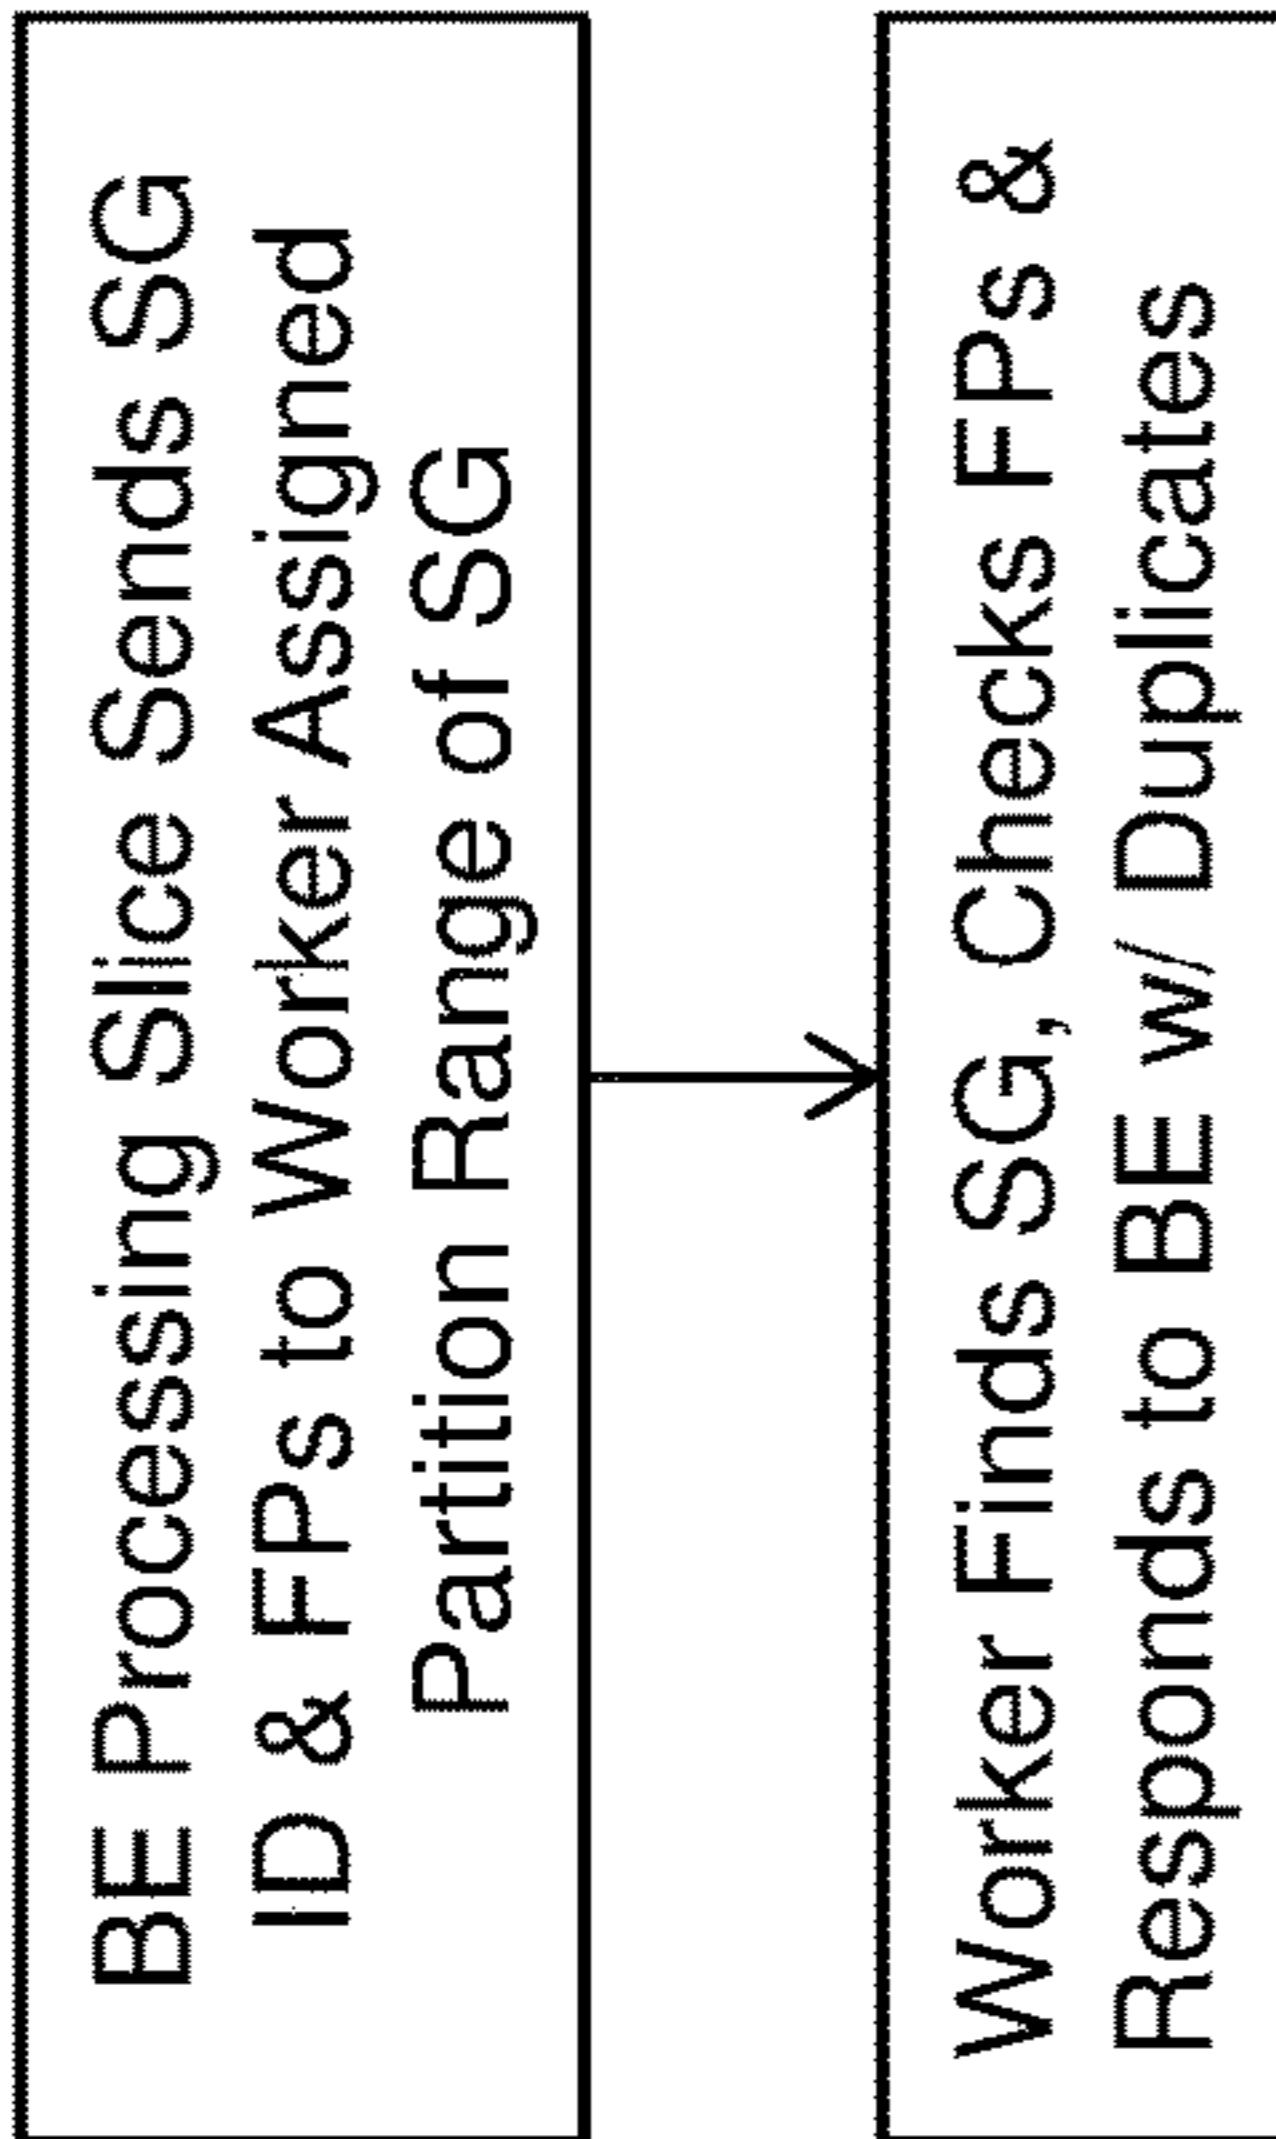 BE Processing Slice Sends SG
ID & FPs to Worker Assigned
Partition Range of SG
Worker Finds SG, Checks FPs &
Responds to BE w/ Duplicates